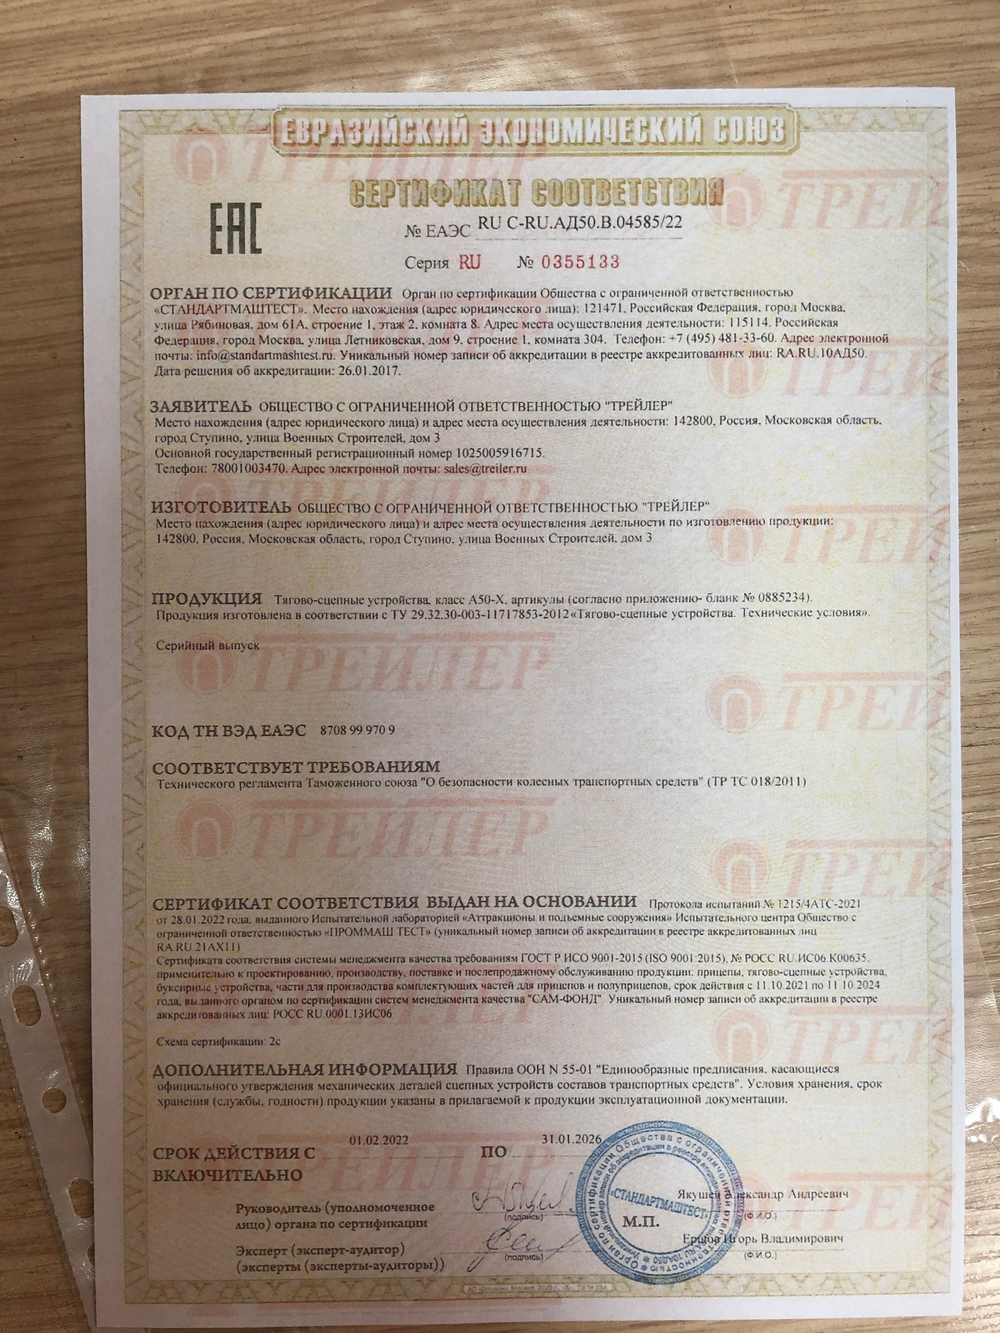 ЕВРАЗИЙСКИЙ ЭКОНОМИЧЕСКИЙ СОЮЗ
СЕРТИФИКАТ СООТВЕТСТВИЯ
EAC
№ ЕАЭС RU С-RU.АД50.В.04585/22
Серия RU № 0355133
ОРГАН ПО СЕРТИФИКАЦИИ Орган по сертификации Общества с ограниченной ответственностью
«СТАНДАРТМАШТЕСТ». Место нахождения (адрес юридического лица): 121471, Российская Федерация, город Москва,
улица Рябиновая, дом 61А, строение 1, этаж 2, комната 8. Адрес места осуществления деятельности: 115114, Российская
Федерация, город Москва, улица Летниковская, дом 9, строение 1, комната 304. Телефон: +7 (495) 481-33-60. Адрес электронной
почты: info@standartmashtest.ru. Уникальный номер записи об аккредитации в реестре аккредитованных лиц: RA.RU.10АД50.
Дата решения об аккредитации: 26.01.2017.
ЗАЯВИТЕЛЬ ОБЩЕСТВО С ОГРАНИЧЕННОЙ ОТВЕТСТВЕННОСТЬЮ "ТРЕЙЛЕР"
Место нахождения (адрес юридического лица) и адрес места осуществления деятельности: 142800, Россия, Московская область,
город Ступино, улица Военных Строителей, дом 3
Основной государственный регистрационный номер 1025005916715.
Телефон: 78001003470. Адрес электронной почты: sales@treiler.ru
ИЗГОТОВИТЕЛЬ ОБЩЕСТВО С ОГРАНИЧЕННОЙ ОТВЕТСТВЕННОСТЬЮ "ТРЕЙЛЕР"
Место нахождения (адрес юридического лица) и адрес места осуществления деятельности по изготовлению продукции:
142800, Россия, Московская область, город Ступино, улица Военных Строителей, дом 3
ПРОДУКЦИЯ Тягово-сцепные устройства, класс А50-Х, артикулы (согласно приложению- бланк № 0885234).
Продукция изготовлена в соответствии с ТУ 29.32.30-003-11717853-2012«Тягово-сцепные устройства. Технические условия».
Серийный выпуск
КОД ТН ВЭД ЕАЭС 8708 99 970 9
СООТВЕТСТВУЕТ ТРЕБОВАНИЯМ
Технического регламента Таможенного союза "О безопасности колесных транспортных средств" (ТР ТС 018/2011)
СЕРТИФИКАТ СООТВЕТСТВИЯ ВЫДАН НА ОСНОВАНИИ Протокола испытаний № 1215/4АТС-2021
от 28.01.2022 года, выданного Испытательной лабораторией «Аттракционы и подъемные сооружения» Испытательного центра Общество с
ограниченной ответственностью «ПРОММАШ ТЕСТ» (уникальный номер записи об аккредитации в реестре аккредитованных лиц
RA.RU.21АХ11)
Сертификата соответствия системы менеджмента качества требованиям ГОСТ Р ИСО 9001-2015 (ISO 9001:2015), № РОСС RU.ИС06.К00635,
применительно к проектированию, производству, поставке и послепродажному обслуживанию продукции: прицепы, тягово-сцепные устройства,
буксирные устройства, части для производства комплектующих частей для прицепов и полуприцепов, срок действия с 11.10.2021 по 11.10.2024
года, выданного органом по сертификации систем менеджмента качества "САМ-ФОНД" Уникальный номер записи об аккредитации в реестре
аккредитованных лиц: РОСС RU.0001.13ИС06
Схема сертификации: 2с
ДОПОЛНИТЕЛЬНАЯ ИНФОРМАЦИЯ Правила ООН N 55-01 "Единообразные предписания, касающиеся
официального утверждения механических деталей сцепных устройств составов транспортных средств". Условия хранения, срок
хранения (службы, годности) продукции указаны в прилагаемой к продукции эксплуатационной документации.
СРОК ДЕЙСТВИЯ С 01.02.2022 ПО 31.01.2026
ВКЛЮЧИТЕЛЬНО
Руководитель (уполномоченное
лицо) органа по сертификации
(подпись)
Якушев Александр Андреевич
(Ф.И.О.)
М.П.
«СТАНДАРТМАШТЕСТ»
Эксперт (эксперт-аудитор)
(эксперты (эксперты-аудиторы))
(подпись)
Ершов Игорь Владимирович
(Ф.И.О.)
ТРЕЙЛЕР